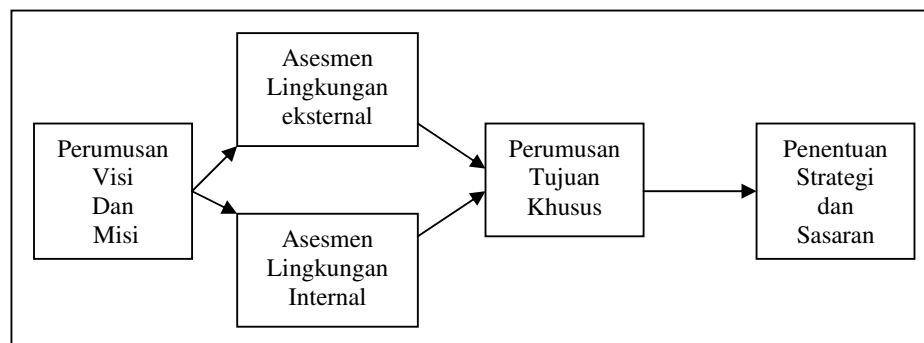 Perumusan
Visi
Dan
Misi
Asesmen
Lingkungan
eksternal
Asesmen
Lingkungan
Internal
Perumusan
Tujuan
Khusus
Penentuan
Strategi
dan
Sasaran